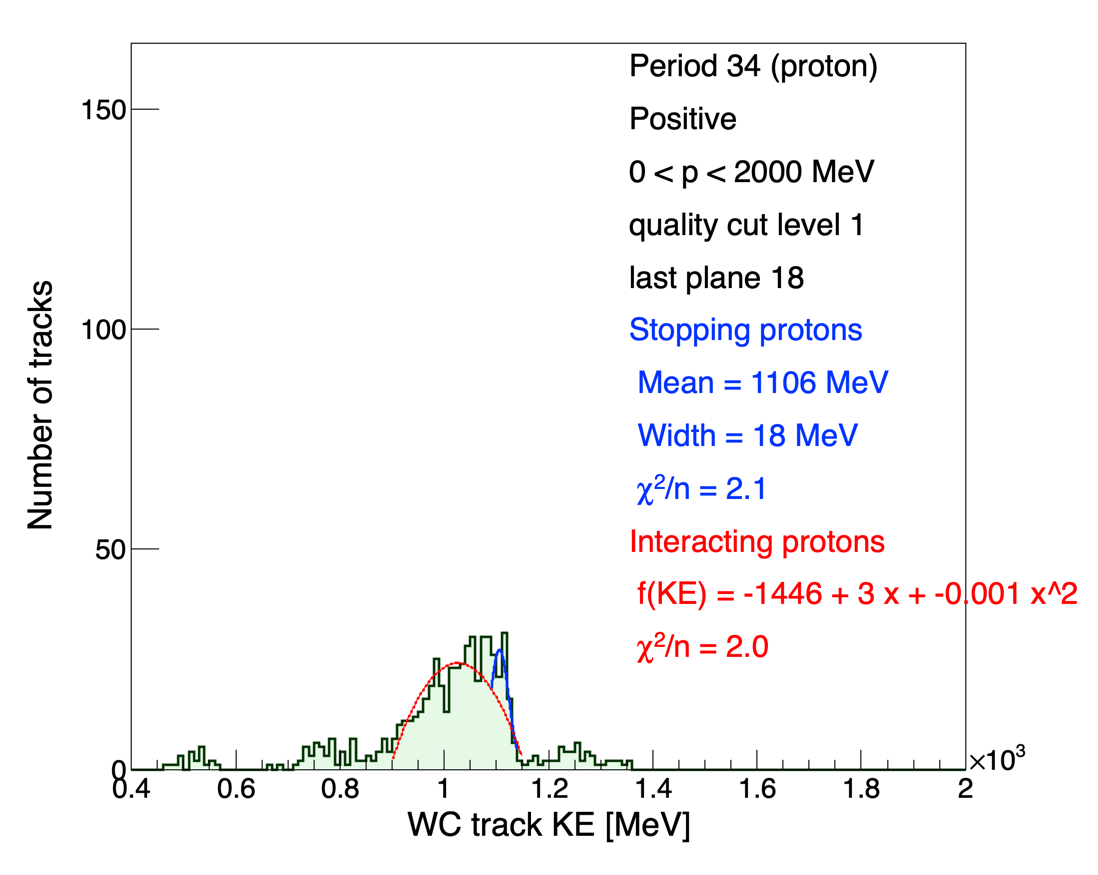 Period 34 (proton)
150
Positive
0 < p < 2000 MeV
quality cut level 1
last plane 18
Number of tracks
100
Stopping protons
Mean = 1106 MeV
Width = 18 MeV
χ²/n = 2.1
50
Interacting protons
f(KE) = -1446 + 3 x + -0.001 x^2
χ²/n = 2.0
0
×10³
0.4 0.6 0.8 1 1.2 1.4 1.6 1.8 2
WC track KE [MeV]